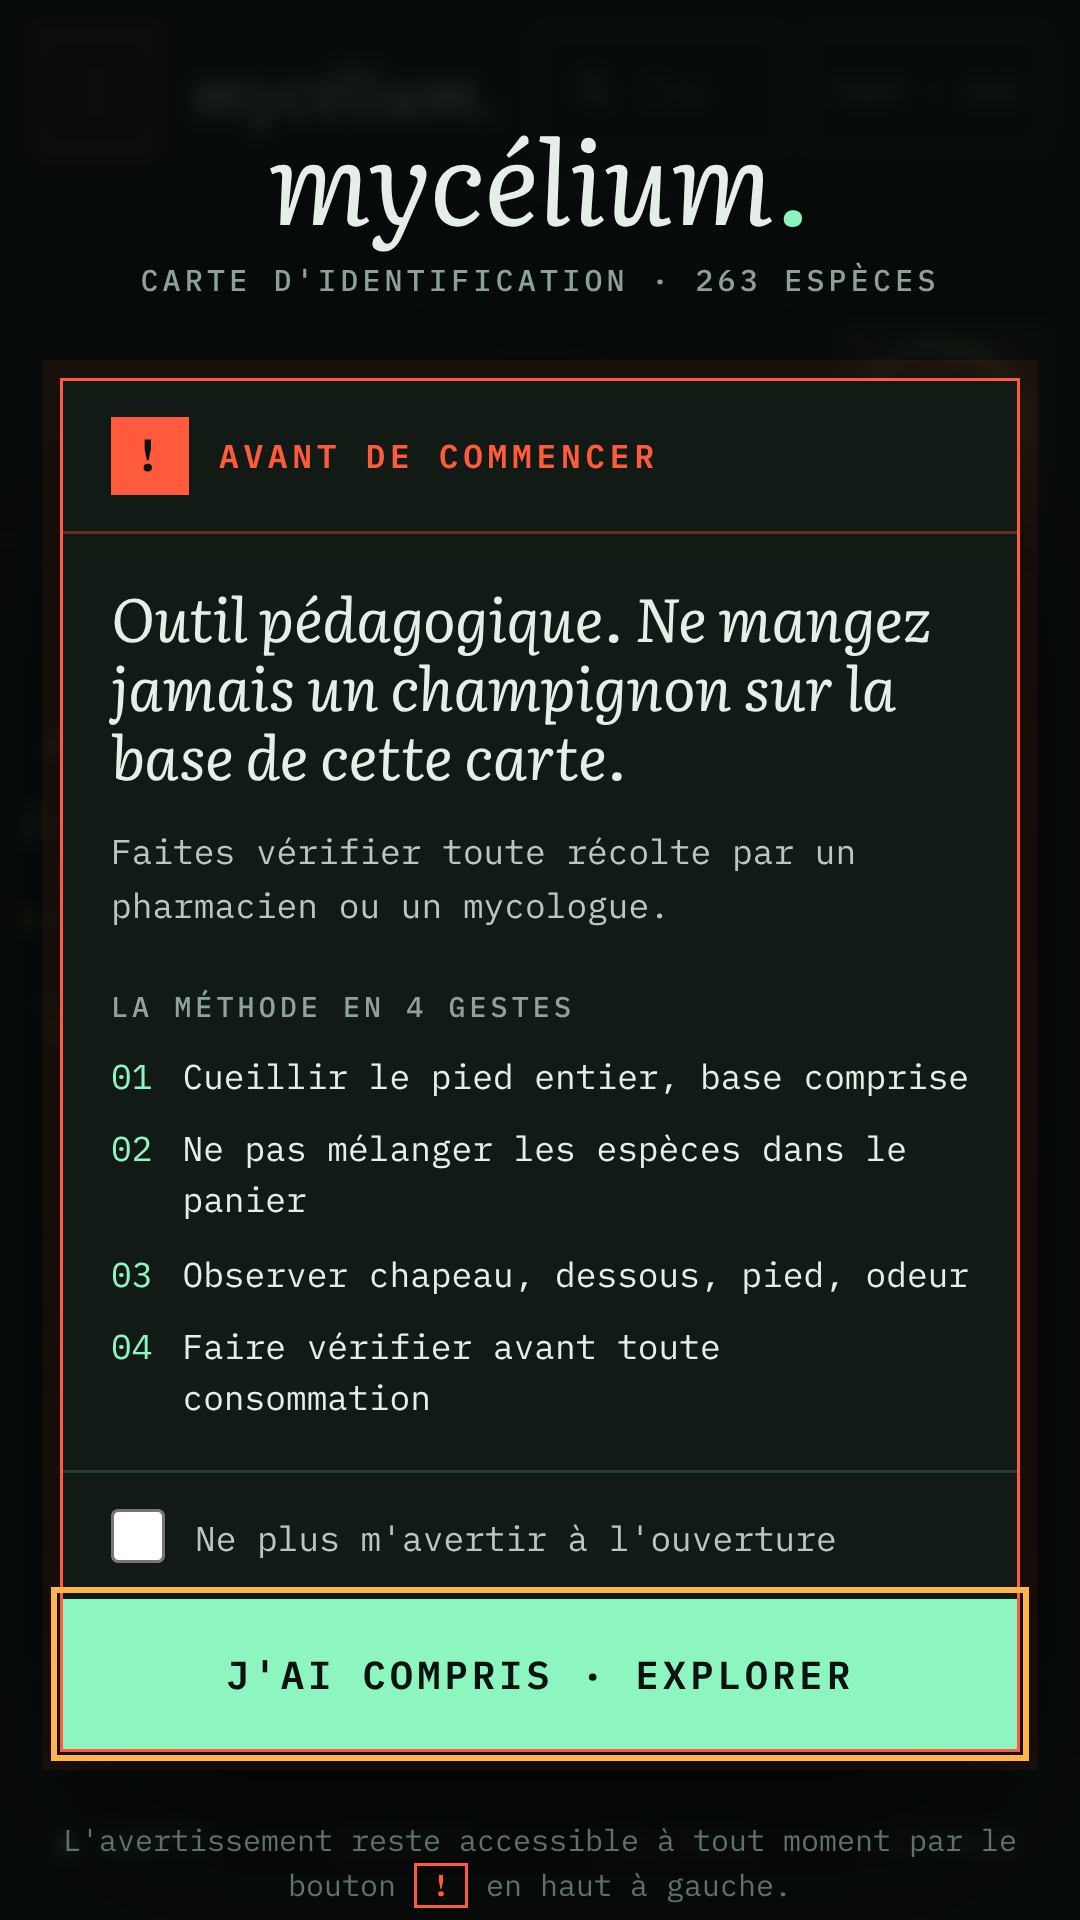 mycélium.
CARTE D'IDENTIFICATION · 263 ESPÈCES
! AVANT DE COMMENCER
Outil pédagogique. Ne mangez
jamais un champignon sur la
base de cette carte.
Faites vérifier toute récolte par un
pharmacien ou un mycologue.
LA MÉTHODE EN 4 GESTES
01 Cueillir le pied entier, base comprise
02 Ne pas mélanger les espèces dans le
panier
03 Observer chapeau, dessous, pied, odeur
04 Faire vérifier avant toute
consommation
Ne plus m'avertir à l'ouverture
J'AI COMPRIS · EXPLORER
L'avertissement reste accessible à tout moment par le
bouton ! en haut à gauche.